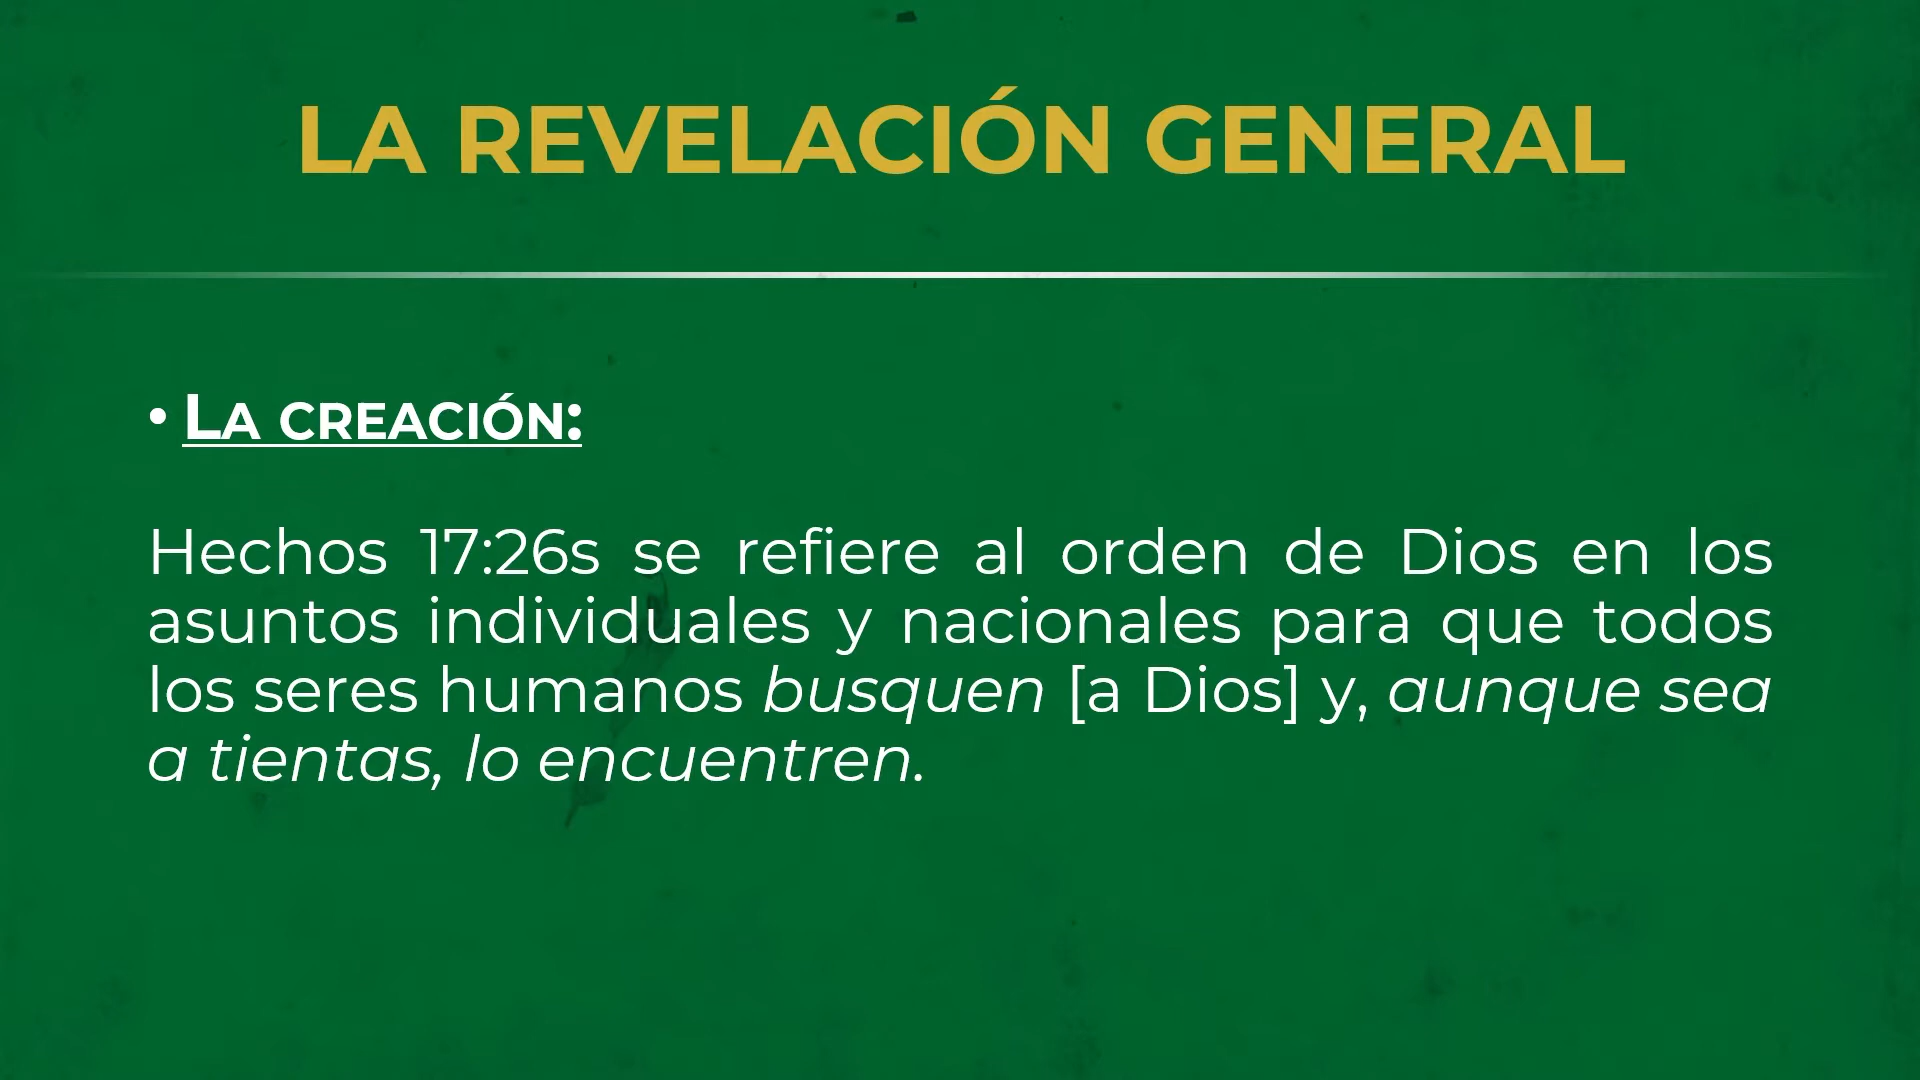 LA REVELACIÓN GENERAL
• LA CREACIÓN:
Hechos 17:26s se refiere al orden de Dios en los
asuntos individuales y nacionales para que todos
los seres humanos busquen [a Dios] y, aunque sea
a tientas, lo encuentren.